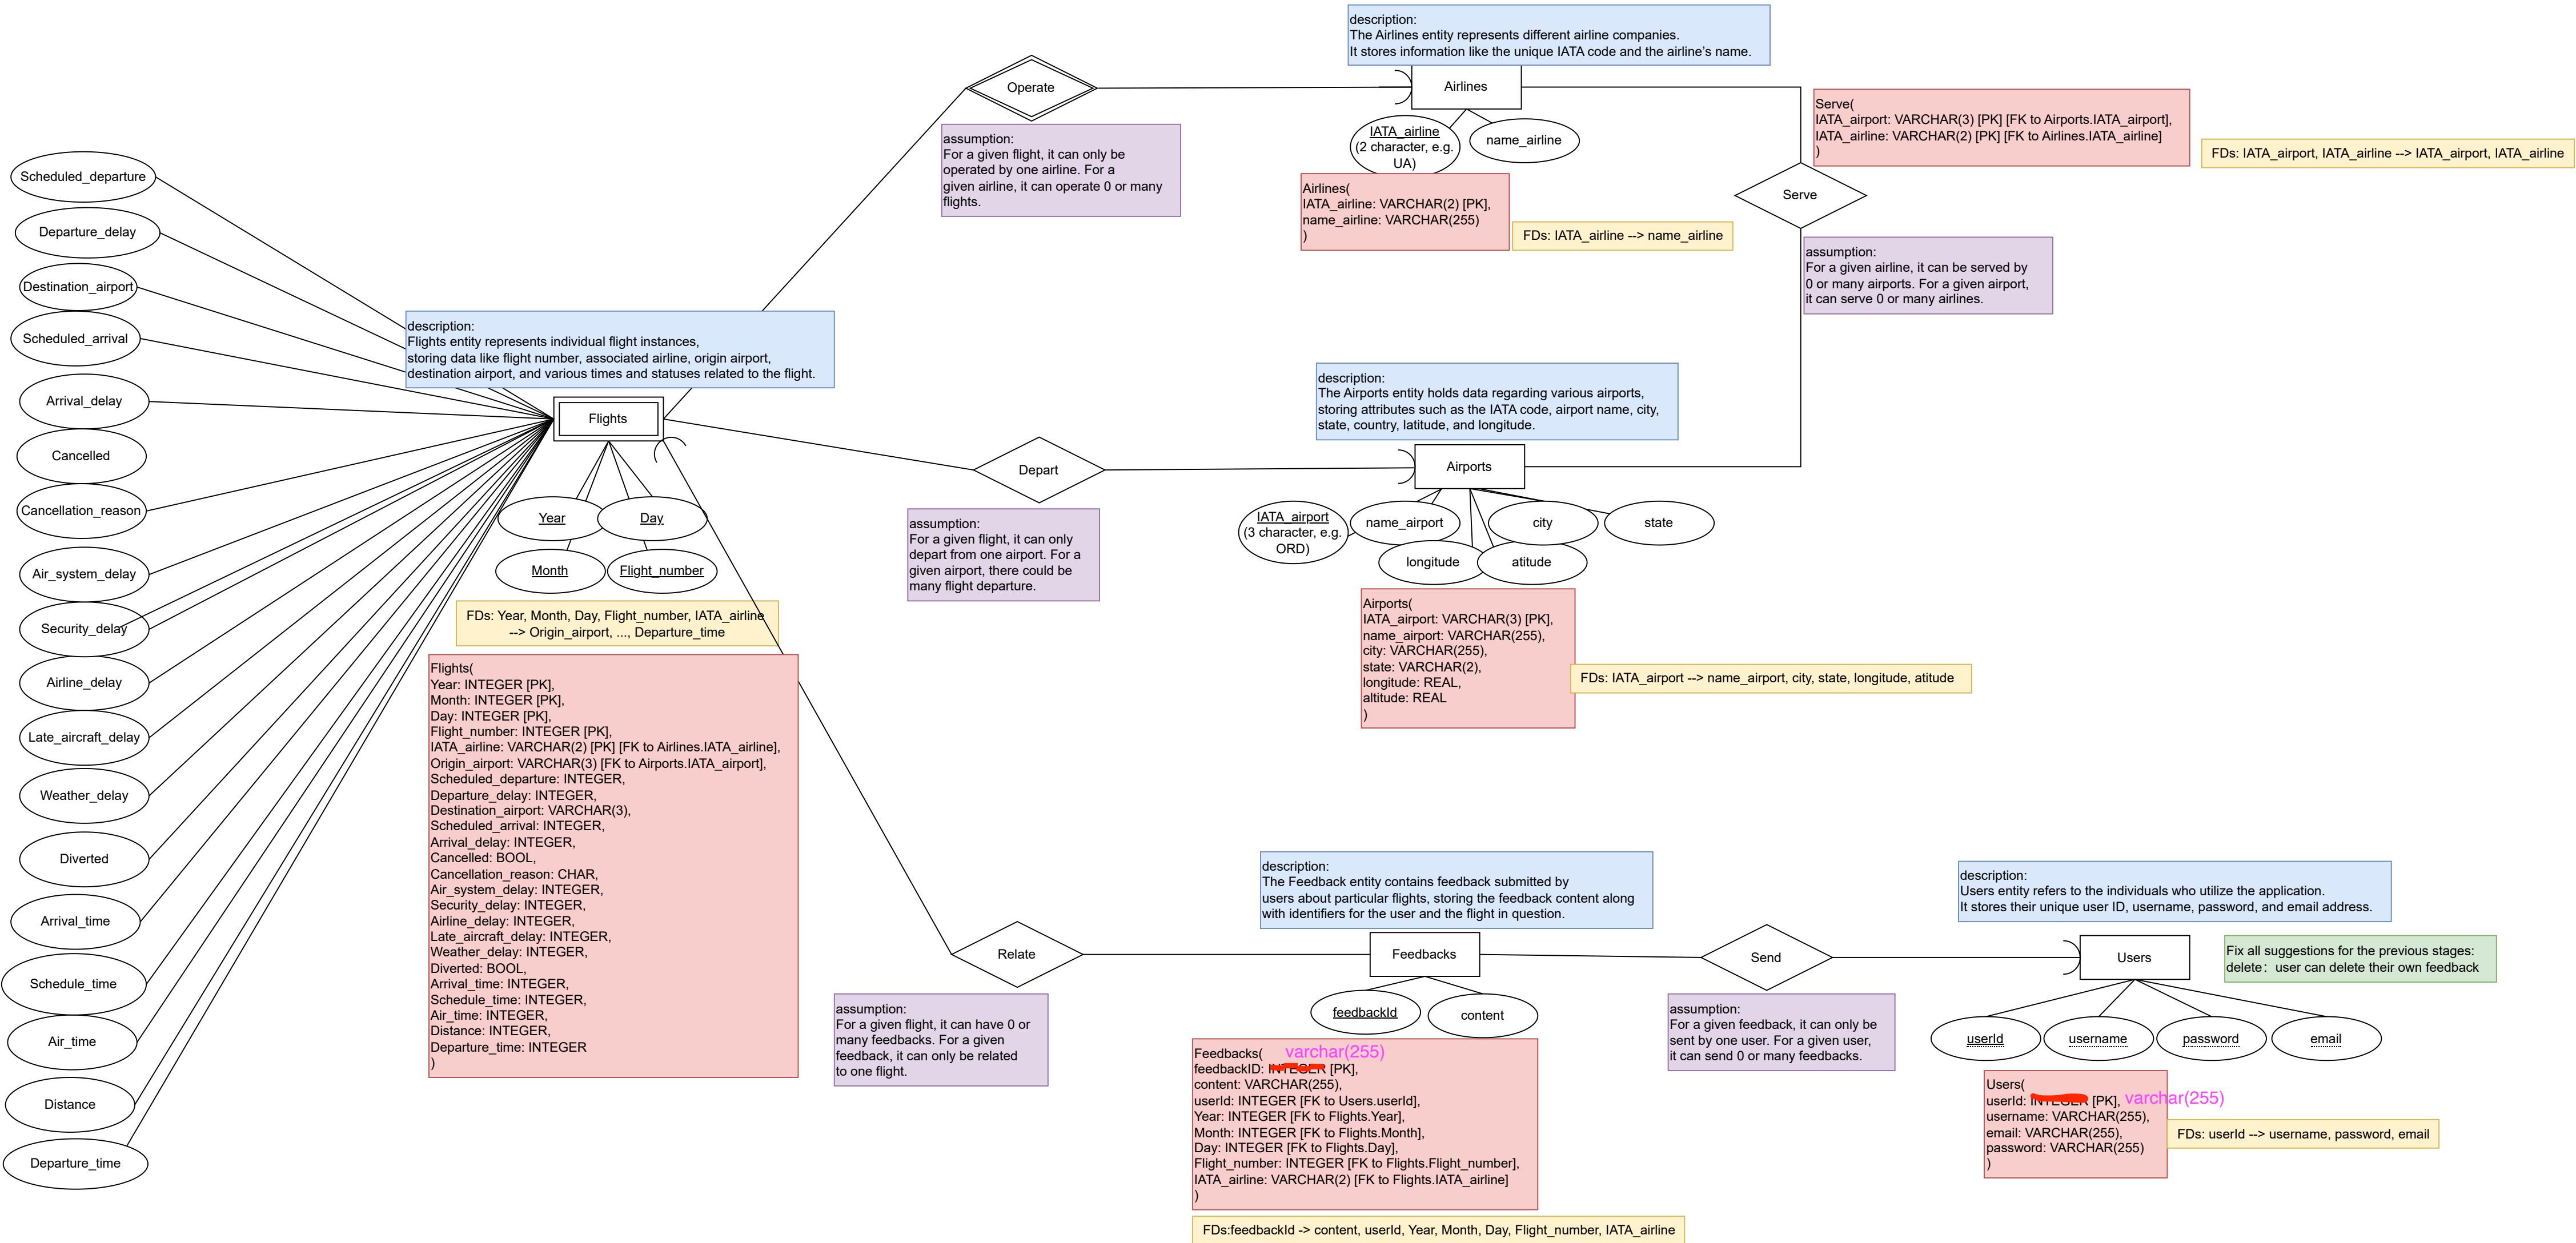 description:
The Airlines entity represents different airline companies.
It stores information like the unique IATA code and the airline's name.
Operate
Airlines
assumption:
For a given flight, it can only be
operated by one airline. For a
given airline, it can operate 0 or many
flights.
IATA_airline
(2 character, e.g.
UA)
name_airline
Airlines(
IATA_airline: VARCHAR(2) [PK],
name_airline: VARCHAR(255)
)
FDs: IATA_airline --> name_airline
Serve(
IATA_airport: VARCHAR(3) [PK] [FK to Airports.IATA_airport],
IATA_airline: VARCHAR(2) [PK] [FK to Airlines.IATA_airline]
)
FDs: IATA_airport, IATA_airline --> IATA_airport, IATA_airline
Serve
assumption:
For a given airline, it can be served by
0 or many airports. For a given airport,
it can serve 0 or many airlines.
Scheduled_departure
Departure_delay
Destination_airport
Scheduled_arrival
Arrival_delay
Cancelled
Cancellation_reason
Air_system_delay
Security_delay
Airline_delay
Late_aircraft_delay
Weather_delay
Diverted
Arrival_time
Schedule_time
Air_time
Distance
Departure_time
description:
Flights entity represents individual flight instances,
storing data like flight number, associated airline, origin airport,
destination airport, and various times and statuses related to the flight.
Flights
Year
Day
Month
Flight_number
FDs: Year, Month, Day, Flight_number, IATA_airline
--> Origin_airport, ..., Departure_time
Flights(
Year: INTEGER [PK],
Month: INTEGER [PK],
Day: INTEGER [PK],
Flight_number: INTEGER [PK],
IATA_airline: VARCHAR(2) [PK] [FK to Airlines.IATA_airline],
Origin_airport: VARCHAR(3) [FK to Airports.IATA_airport],
Scheduled_departure: INTEGER,
Departure_delay: INTEGER,
Destination_airport: VARCHAR(3),
Scheduled_arrival: INTEGER,
Arrival_delay: INTEGER,
Cancelled: BOOL,
Cancellation_reason: CHAR,
Air_system_delay: INTEGER,
Security_delay: INTEGER,
Airline_delay: INTEGER,
Late_aircraft_delay: INTEGER,
Weather_delay: INTEGER,
Diverted: BOOL,
Arrival_time: INTEGER,
Schedule_time: INTEGER,
Air_time: INTEGER,
Distance: INTEGER,
Departure_time: INTEGER
)
Depart
assumption:
For a given flight, it can only
depart from one airport. For a
given airport, there could be
many flight departure.
description:
The Airports entity holds data regarding various airports,
storing attributes such as the IATA code, airport name, city,
state, country, latitude, and longitude.
Airports
IATA_airport
(3 character, e.g.
ORD)
name_airport
city
state
longitude
atitude
Airports(
IATA_airport: VARCHAR(3) [PK],
name_airport: VARCHAR(255),
city: VARCHAR(255),
state: VARCHAR(2),
longitude: REAL,
altitude: REAL
)
FDs: IATA_airport --> name_airport, city, state, longitude, atitude
Relate
assumption:
For a given flight, it can have 0 or
many feedbacks. For a given
feedback, it can only be related
to one flight.
description:
The Feedback entity contains feedback submitted by
users about particular flights, storing the feedback content along
with identifiers for the user and the flight in question.
Feedbacks
feedbackId
content
Feedbacks( varchar(255)
feedbackID: INTEGER [PK],
content: VARCHAR(255),
userId: INTEGER [FK to Users.userId],
Year: INTEGER [FK to Flights.Year],
Month: INTEGER [FK to Flights.Month],
Day: INTEGER [FK to Flights.Day],
Flight_number: INTEGER [FK to Flights.Flight_number],
IATA_airline: VARCHAR(2) [FK to Flights.IATA_airline]
)
FDs:feedbackId -> content, userId, Year, Month, Day, Flight_number, IATA_airline
Send
assumption:
For a given feedback, it can only be
sent by one user. For a given user,
it can send 0 or many feedbacks.
description:
Users entity refers to the individuals who utilize the application.
It stores their unique user ID, username, password, and email address.
Users
Fix all suggestions for the previous stages:
delete: user can delete their own feedback
userId
username
password
email
Users(
userId: INTEGER [PK], varchar(255)
username: VARCHAR(255),
email: VARCHAR(255),
password: VARCHAR(255)
)
FDs: userId --> username, password, email